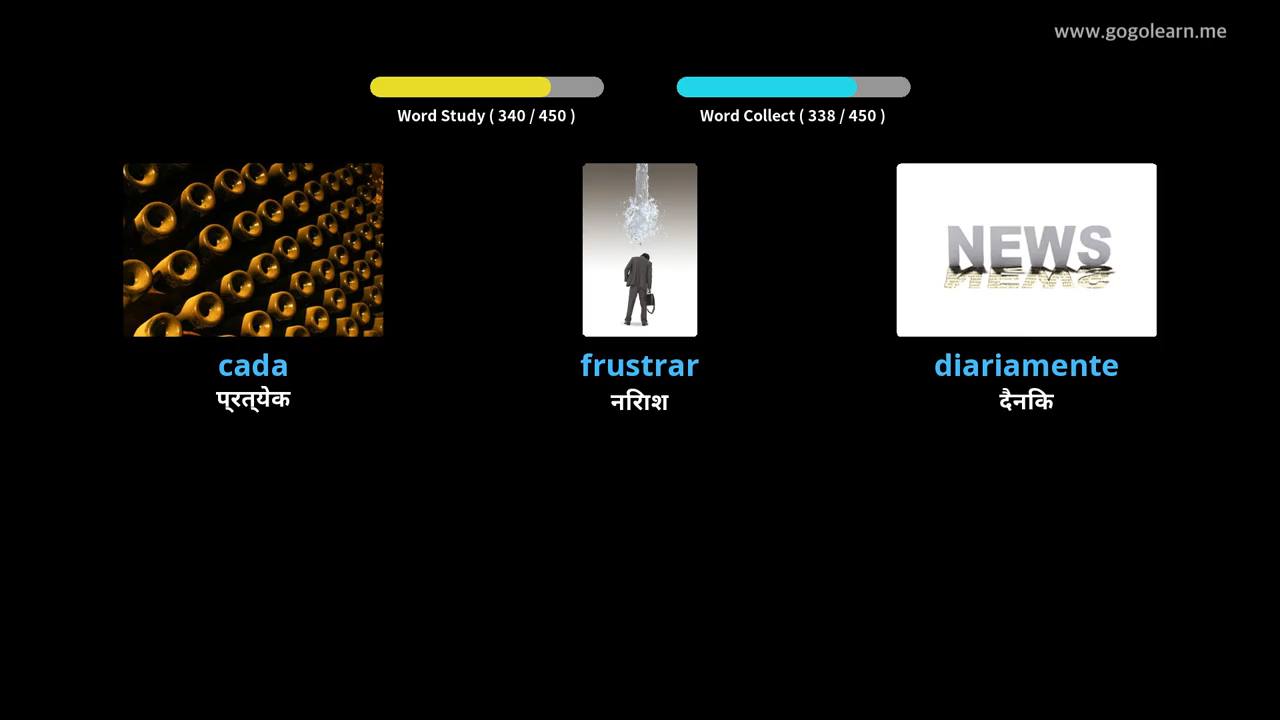 www.gogolearn.me
Word Study ( 340 / 450 )
Word Collect ( 338 / 450 )
NEWS
cada
frustrar
diariamente
प्रत्येक
निराश
दैनिक